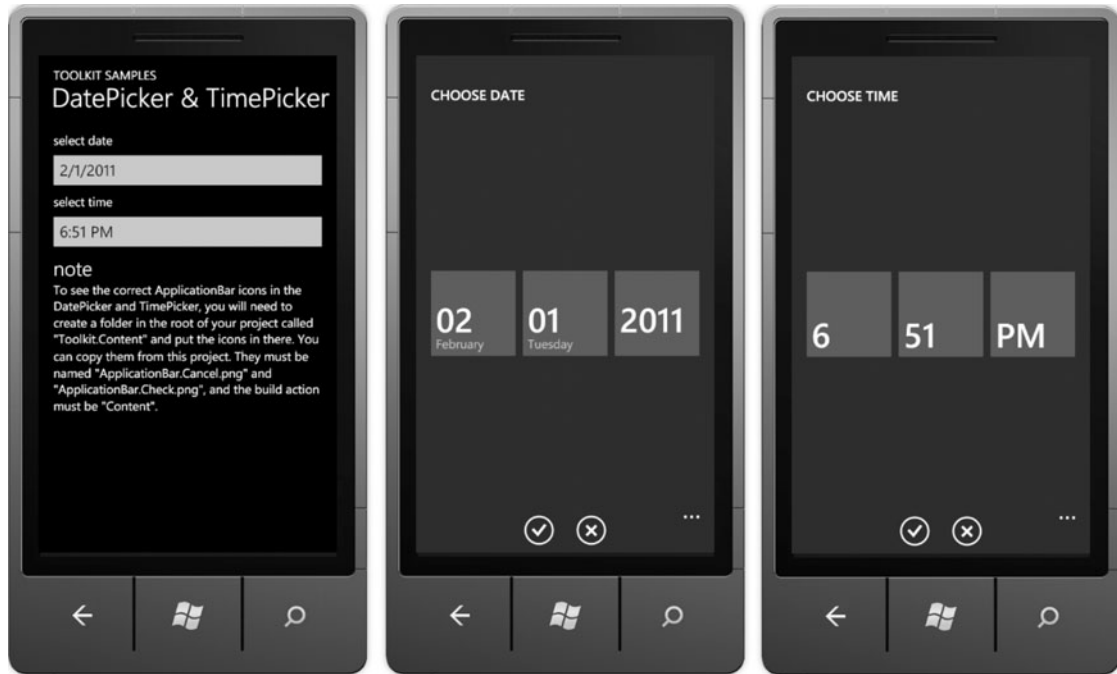 TOOLKIT SAMPLES
DatePicker & TimePicker
select date
2/1/2011
select time
6:51 PM
note
To see the correct ApplicationBar icons in the
DatePicker and TimePicker, you will need to
create a folder in the root of your project called
"Toolkit.Content" and put the icons in there. You
can copy them from this project. They must be
named "ApplicationBar.Cancel.png" and
"ApplicationBar.Check.png", and the build action
must be "Content".
CHOOSE DATE
02 01 2011
February Tuesday
CHOOSE TIME
6 51 PM